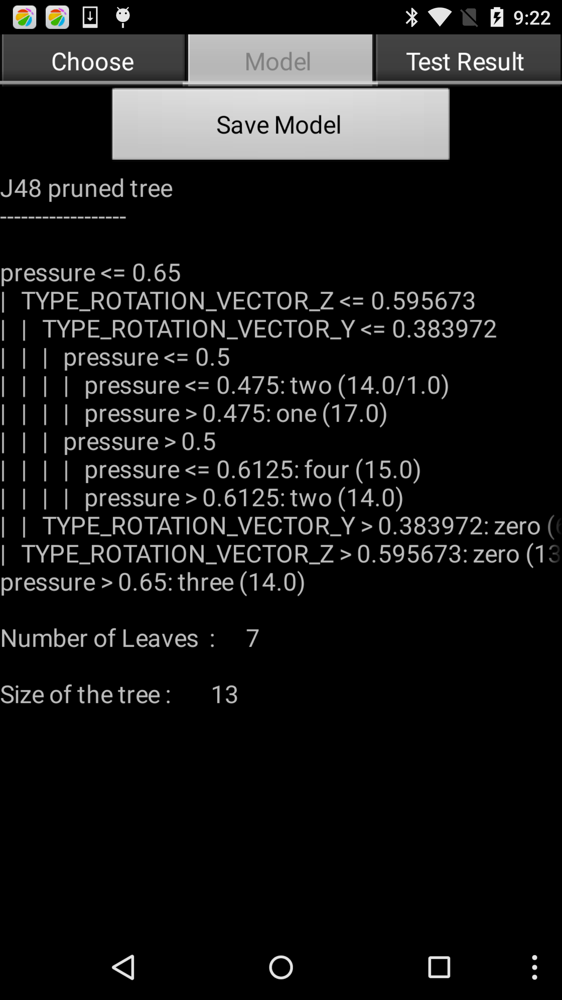 9:22
Choose Model Test Result
Save Model
J48 pruned tree
------------------
pressure <= 0.65
| TYPE_ROTATION_VECTOR_Z <= 0.595673
| | TYPE_ROTATION_VECTOR_Y <= 0.383972
| | | pressure <= 0.5
| | | | pressure <= 0.475: two (14.0/1.0)
| | | | pressure > 0.475: one (17.0)
| | | pressure > 0.5
| | | | pressure <= 0.6125: four (15.0)
| | | | pressure > 0.6125: two (14.0)
| | TYPE_ROTATION_VECTOR_Y > 0.383972: zero (
| TYPE_ROTATION_VECTOR_Z > 0.595673: zero (13
pressure > 0.65: three (14.0)
Number of Leaves : 7
Size of the tree : 13